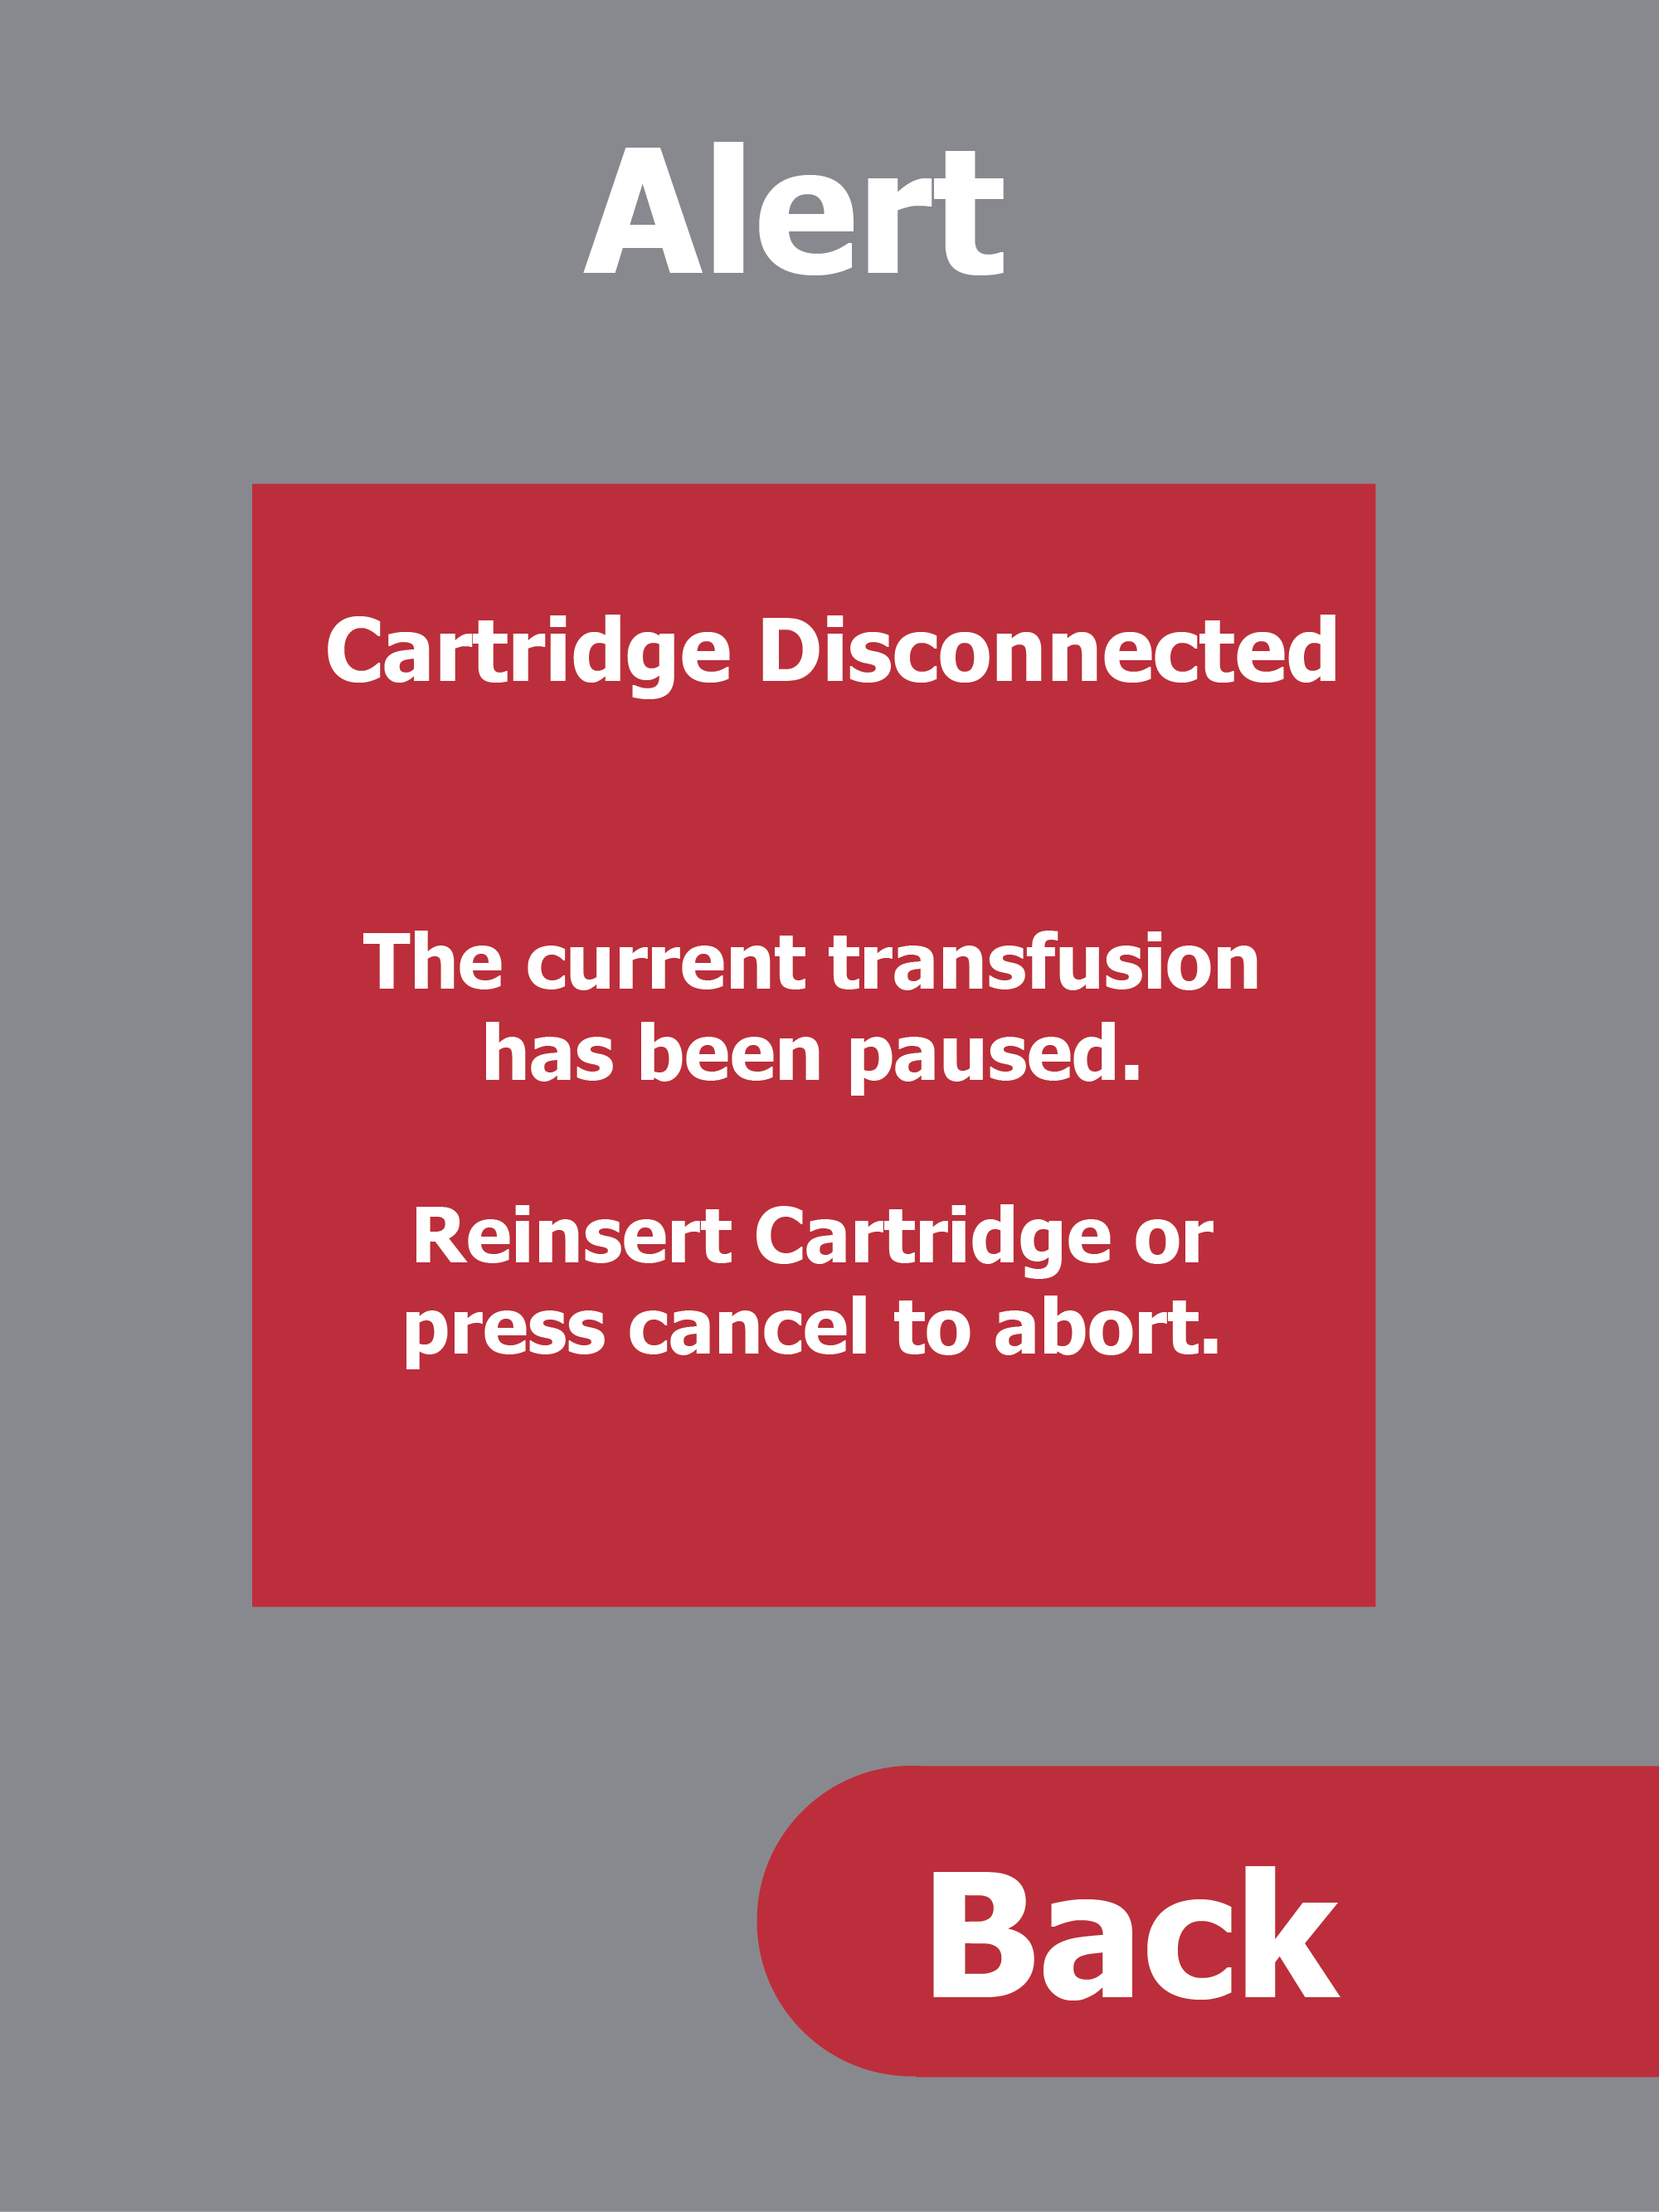 Alert
Cartridge Disconnected
The current transfusion
has been paused.
Reinsert Cartridge or
press cancel to abort.
Back